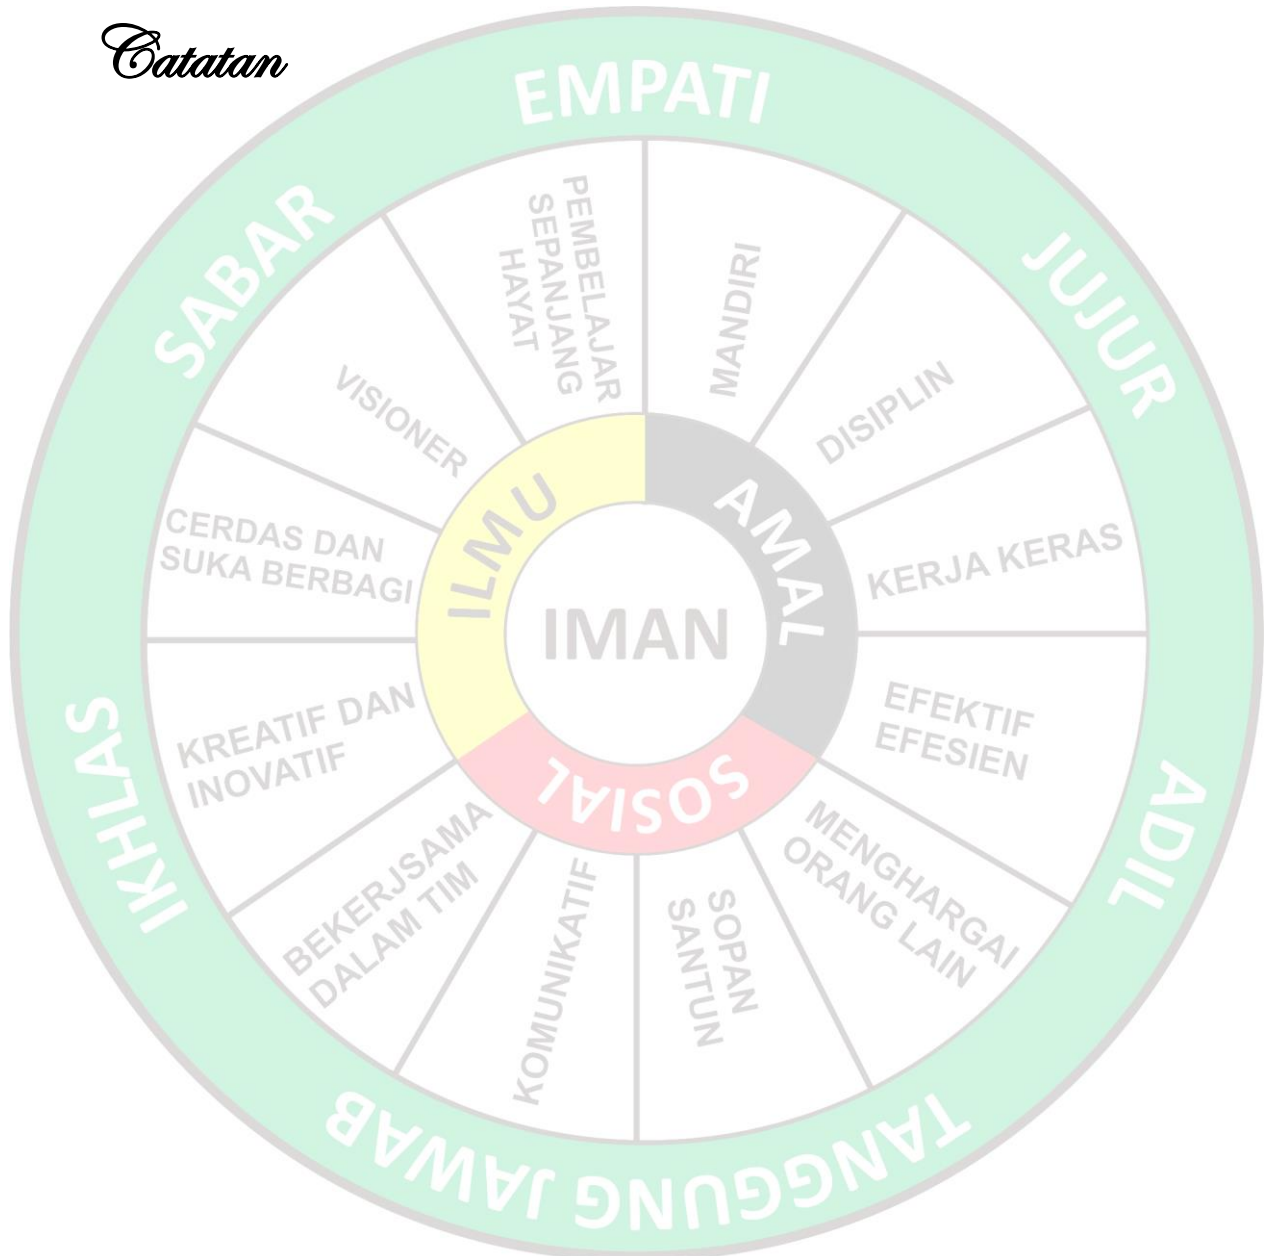 Catatan
EMPATI
JUJUR
ADIL
TANGGUNG JAWAB
IKHLAS
SABAR
PEMBELAJAR
SEPANJANG
HAYAT
MANDIRI
DISIPLIN
KERJA KERAS
EFEKTIF
EFESIEN
MENGHARGAI
ORANG LAIN
SOPAN
SANTUN
KOMUNIKATIF
BEKERJSAMA
DALAM TIM
KREATIF DAN
INOVATIF
CERDAS DAN
SUKA BERBAGI
VISIONER
ILMU
AMAL
SOSIAL
IMAN